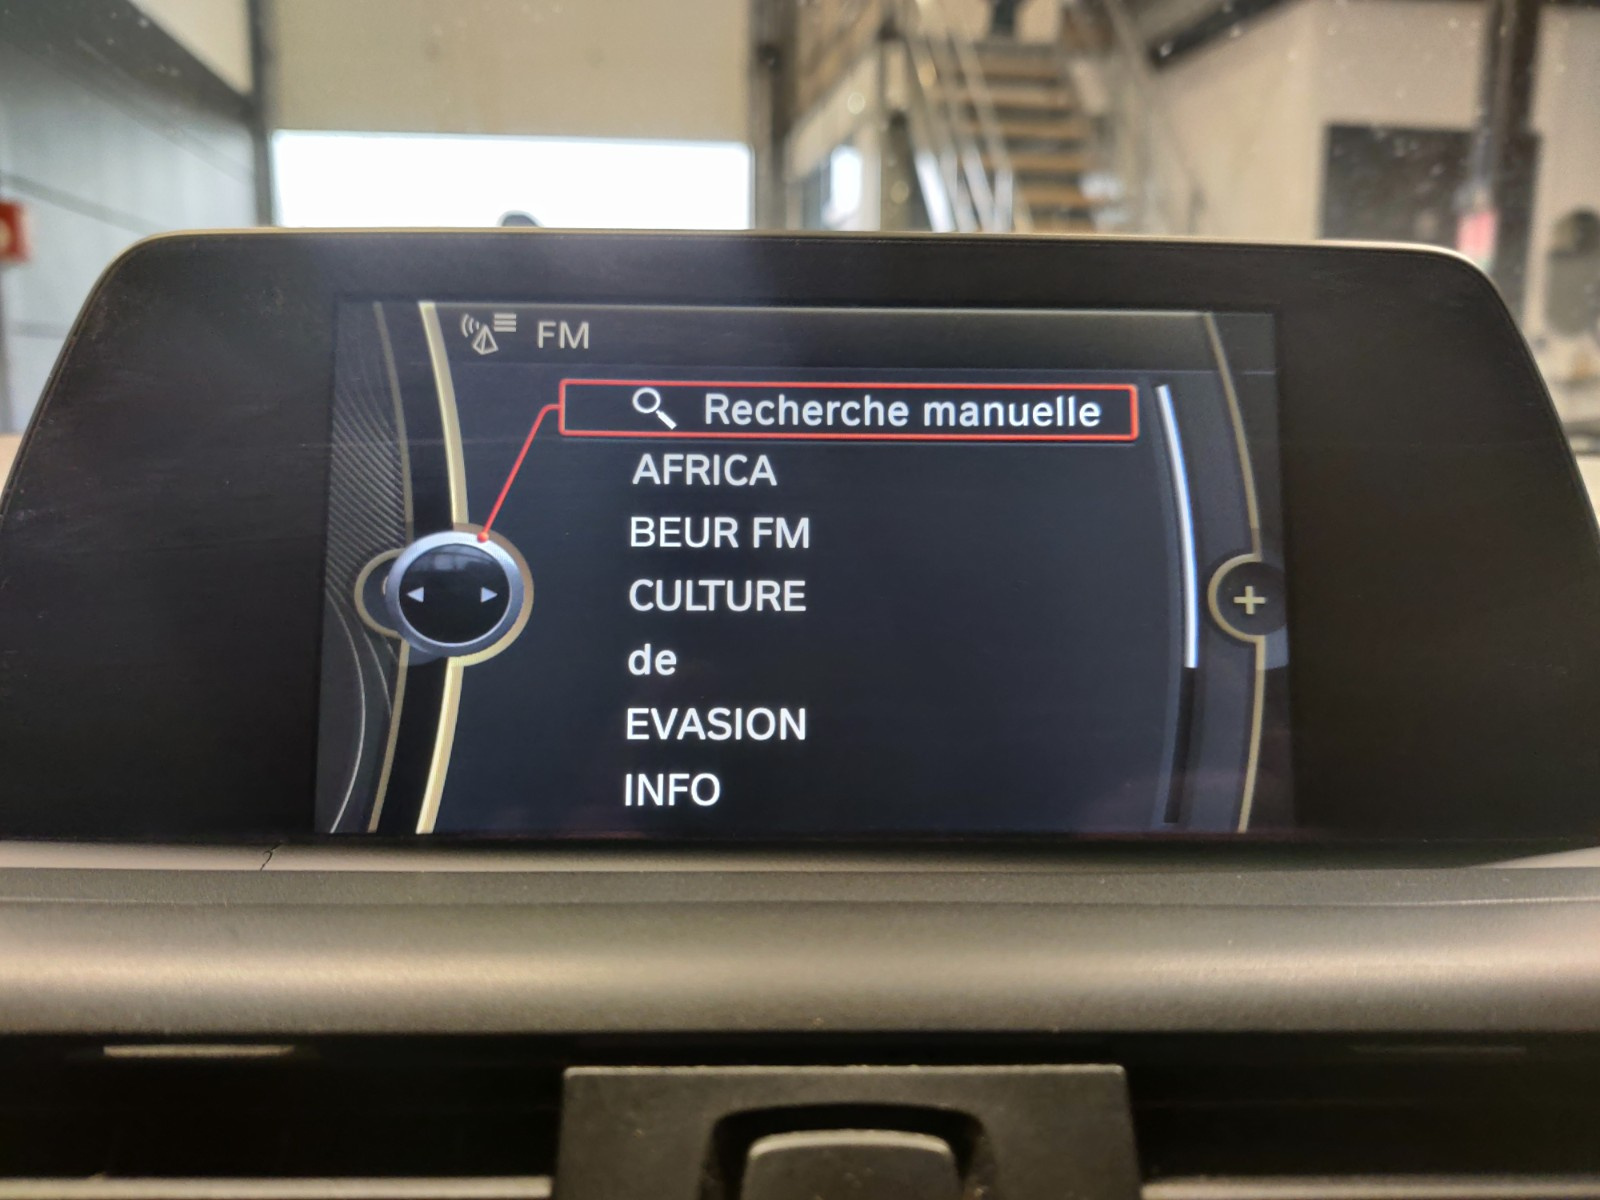 FM
Recherche manuelle
AFRICA
BEUR FM
CULTURE
de
EVASION
INFO